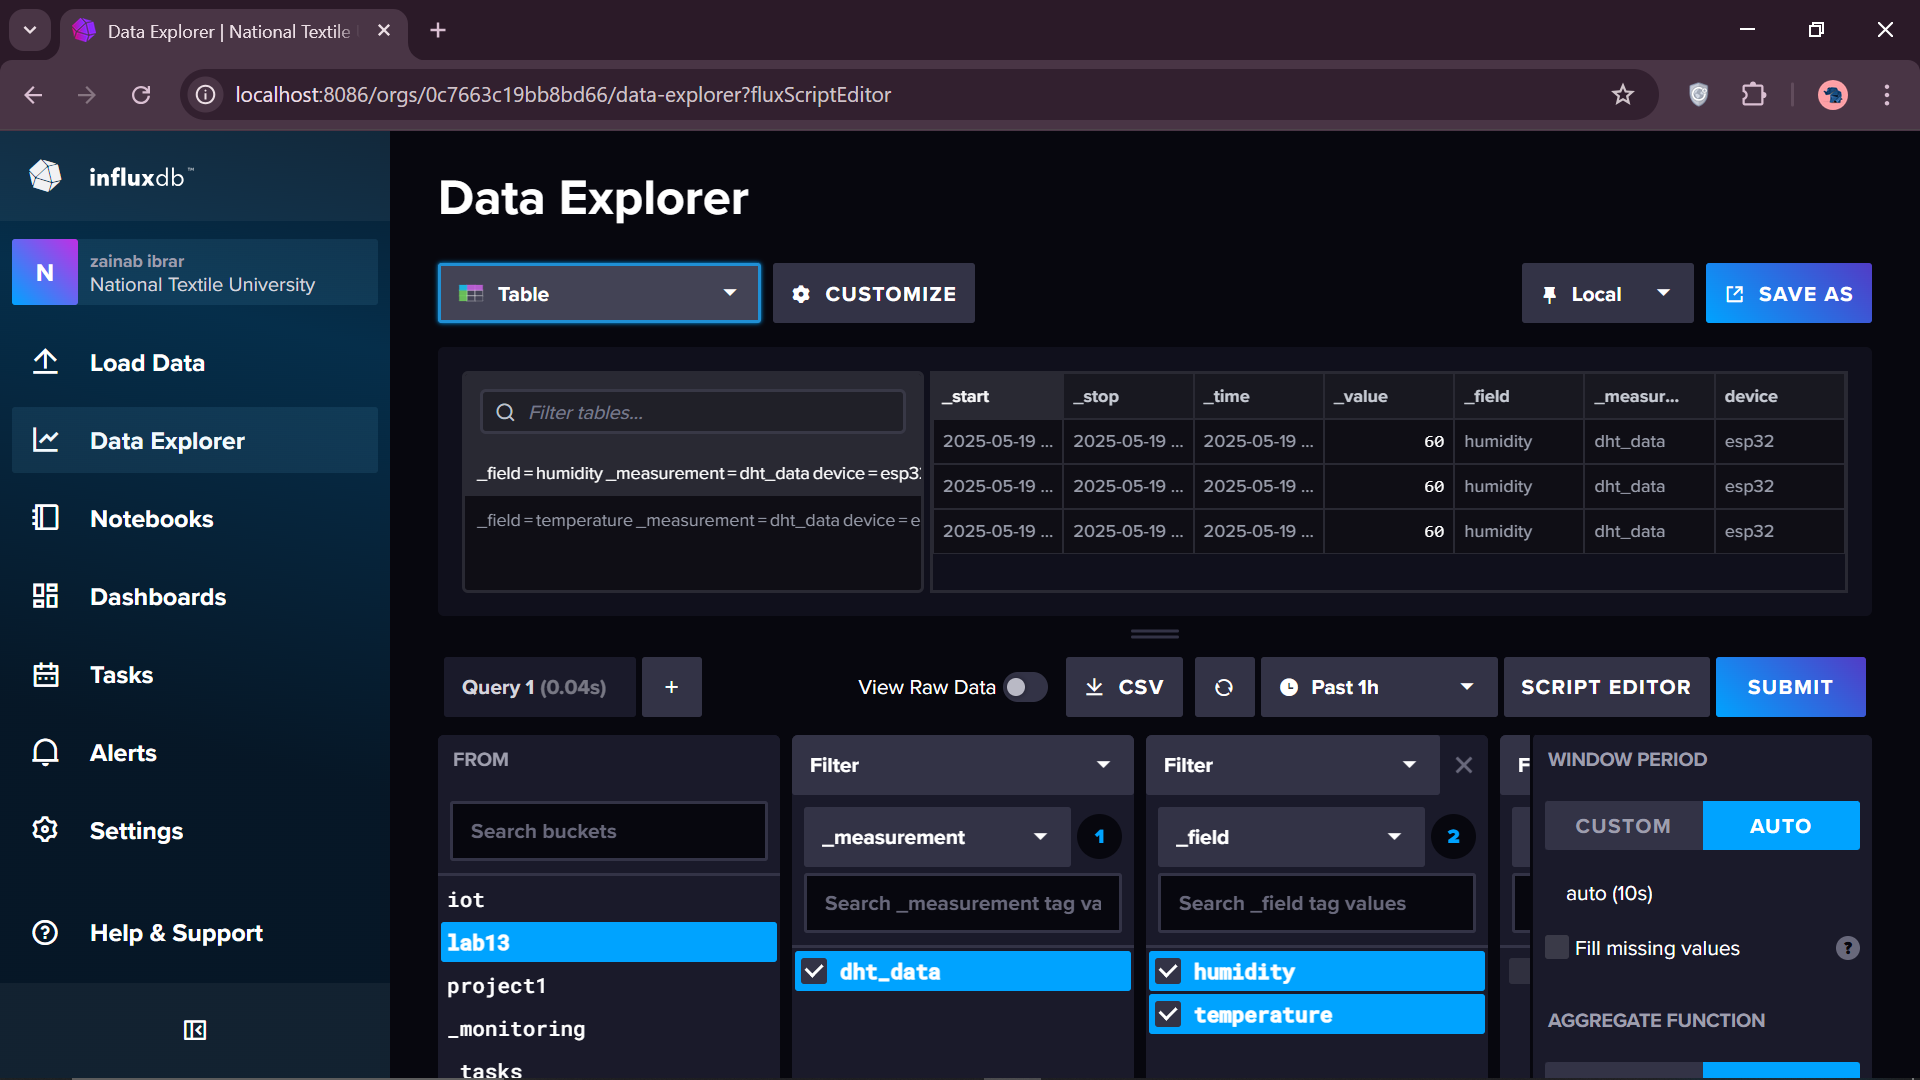 Data Explorer | National Textile
localhost:8086/orgs/0c7663c19bb8bd66/data-explorer?fluxScriptEditor
influxdb™
N
zainab ibrar
National Textile University
Load Data
Data Explorer
Notebooks
Dashboards
Tasks
Alerts
Settings
Help & Support
Data Explorer
Table
CUSTOMIZE
Local
SAVE AS
Filter tables...
_field=humidity _measurement=dht_data device=esp32
_field=temperature _measurement=dht_data device=e
_start _stop _time _value _field _measur... device
2025-05-19 ... 2025-05-19 ... 2025-05-19 ... 60 humidity dht_data esp32
2025-05-19 ... 2025-05-19 ... 2025-05-19 ... 60 humidity dht_data esp32
2025-05-19 ... 2025-05-19 ... 2025-05-19 ... 60 humidity dht_data esp32
Query 1 (0.04s)
+
View Raw Data
CSV
Past 1h
SCRIPT EDITOR
SUBMIT
FROM
Search buckets
iot
lab13
project1
_monitoring
_tasks
Filter
_measurement
1
Search _measurement tag va
dht_data
Filter
_field
2
Search _field tag values
humidity
temperature
F
WINDOW PERIOD
CUSTOM
AUTO
auto (10s)
Fill missing values
?
AGGREGATE FUNCTION